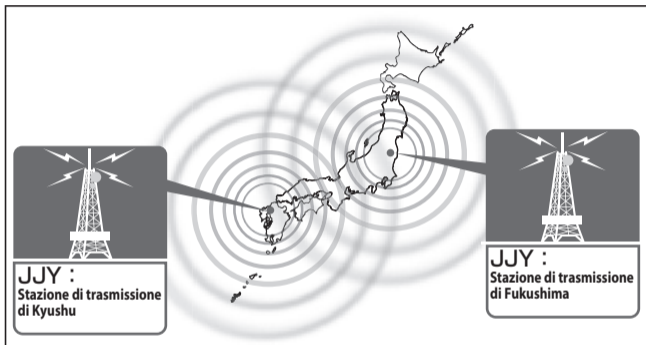 JJY :
Stazione di trasmissione
di Kyushu
JJY :
Stazione di trasmissione
di Fukushima